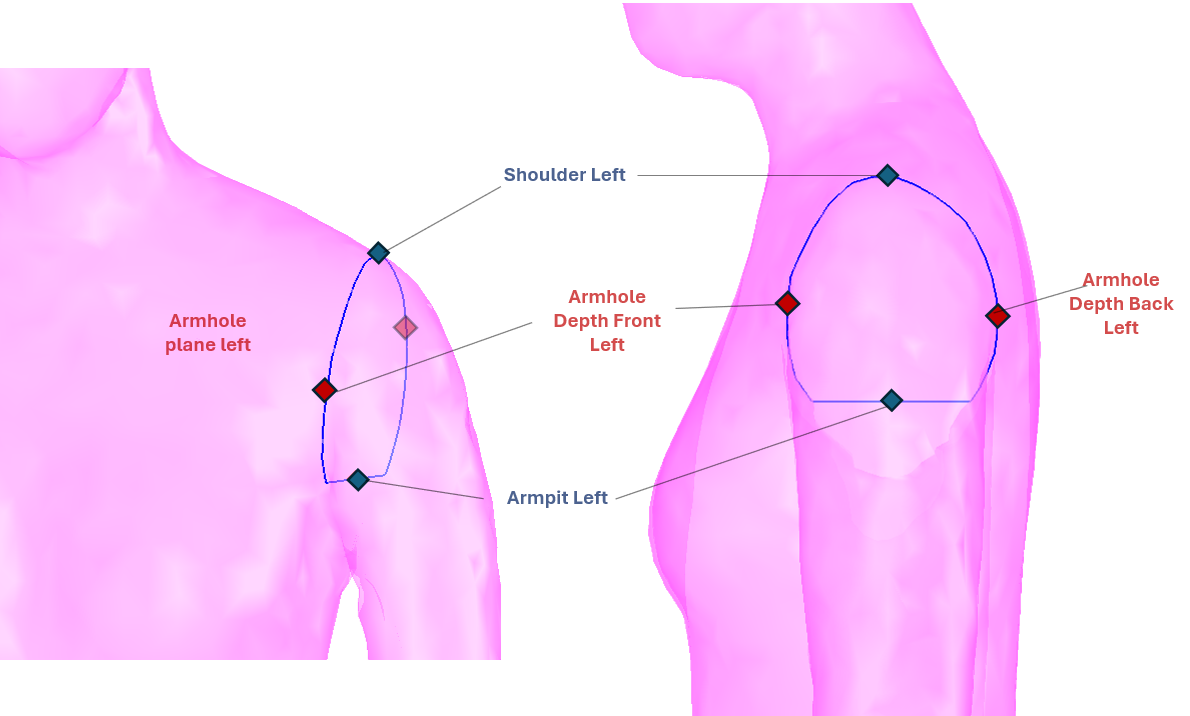 Shoulder Left
Armhole
plane left
Armhole
Depth Front
Left
Armhole
Depth Back
Left
Armpit Left